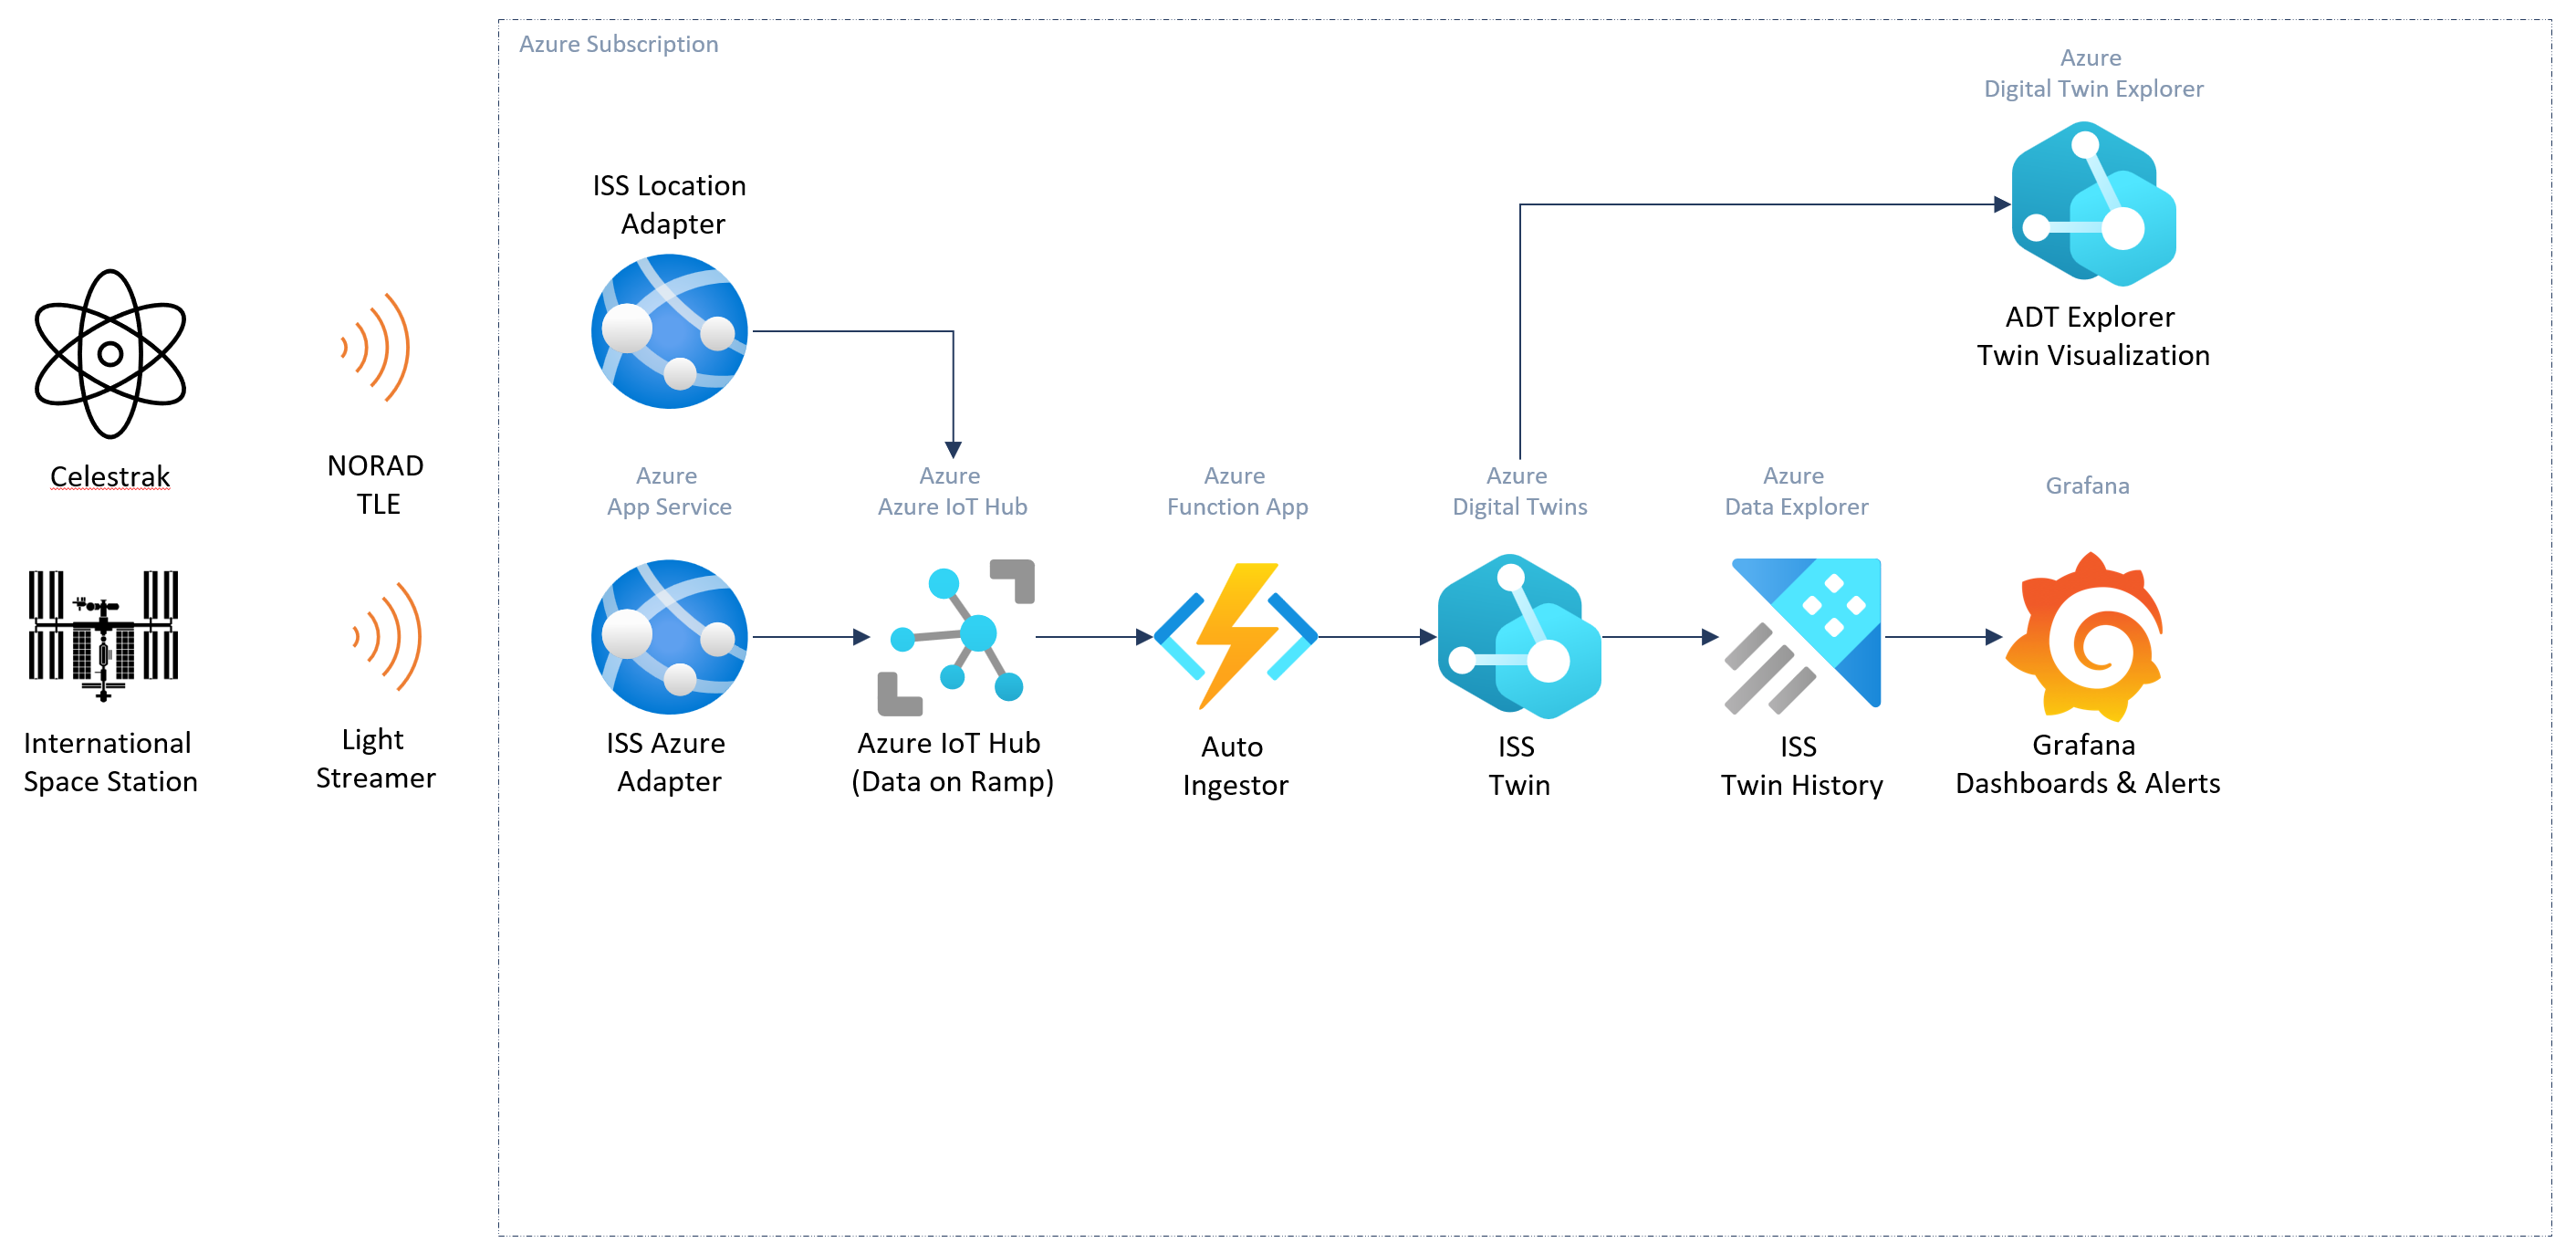 Azure Subscription
Azure
Digital Twin Explorer
ISS Location
Adapter
ADT Explorer
Twin Visualization
Celestrak
NORAD
TLE
Azure
App Service
Azure
Azure IoT Hub
Azure
Function App
Azure
Digital Twins
Azure
Data Explorer
Grafana
International
Space Station
Light
Streamer
ISS Azure
Adapter
Azure IoT Hub
(Data on Ramp)
Auto
Ingestor
ISS
Twin
ISS
Twin History
Grafana
Dashboards & Alerts